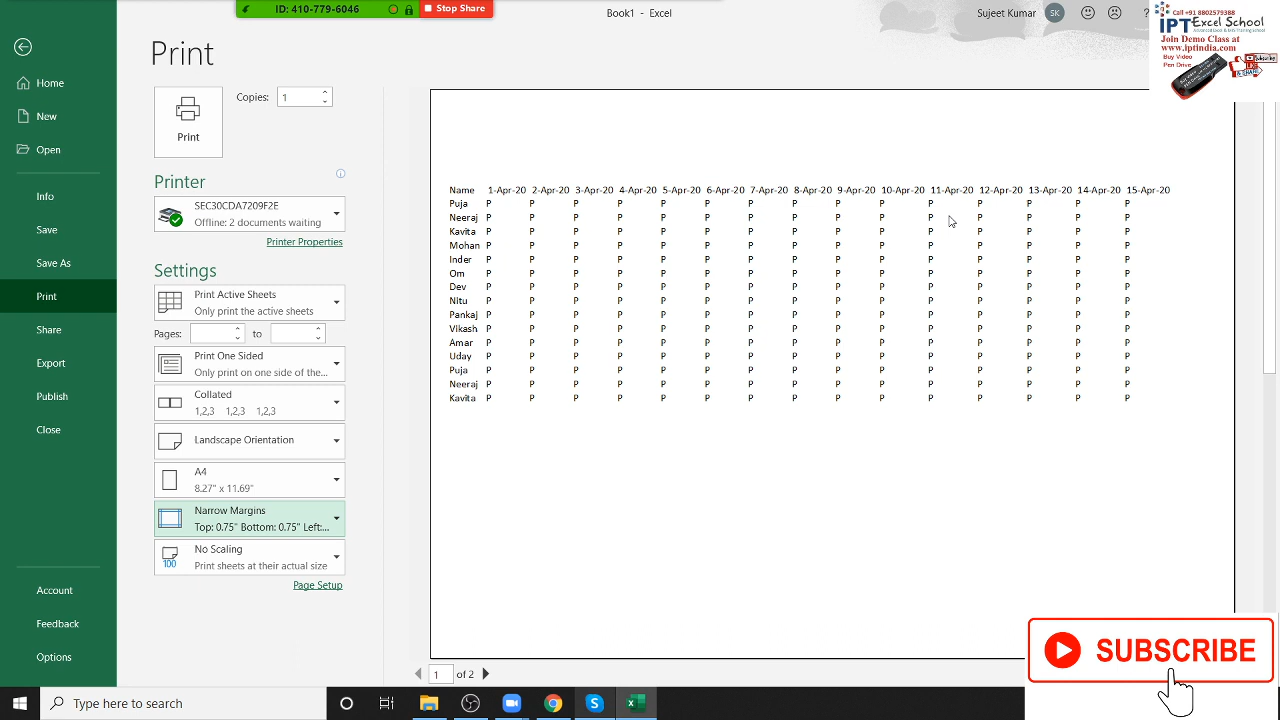 ID: 410-779-6046
Stop Share
Book1 - Excel
Sujeet Kumar
SK
?
Call +91 8802579388
IPT Excel School
Advanced Excel & VBA Training School
Join Demo Class at
www.iptindia.com
Buy Video
Pen Drive
Home
New
Open
Info
Save
Save As
Print
Share
Export
Publish
Close
Account
Feedback
Options
Print
Print
Copies: 1
Printer
SEC30CDA7209F2E
Offline: 2 documents waiting
Printer Properties
Settings
Print Active Sheets
Only print the active sheets
Pages: to
Print One Sided
Only print on one side of the...
Collated
1,2,3 1,2,3 1,2,3
Landscape Orientation
A4
8.27" x 11.69"
Narrow Margins
Top: 0.75" Bottom: 0.75" Left:...
No Scaling
100
Print sheets at their actual size
Page Setup
Name 1-Apr-20 2-Apr-20 3-Apr-20 4-Apr-20 5-Apr-20 6-Apr-20 7-Apr-20 8-Apr-20 9-Apr-20 10-Apr-20 11-Apr-20 12-Apr-20 13-Apr-20 14-Apr-20 15-Apr-20
Puja P P P P P P P P P P P P P P P
Neeraj P P P P P P P P P P P P P P P
Kavita P P P P P P P P P P P P P P P
Mohan P P P P P P P P P P P P P P P
Inder P P P P P P P P P P P P P P P
Om P P P P P P P P P P P P P P P
Dev P P P P P P P P P P P P P P P
Nitu P P P P P P P P P P P P P P P
Pankaj P P P P P P P P P P P P P P P
Vikash P P P P P P P P P P P P P P P
Amar P P P P P P P P P P P P P P P
Uday P P P P P P P P P P P P P P P
Puja P P P P P P P P P P P P P P P
Neeraj P P P P P P P P P P P P P P P
Kavita P P P P P P P P P P P P P P P
1 of 2
SUBSCRIBE
Type here to search